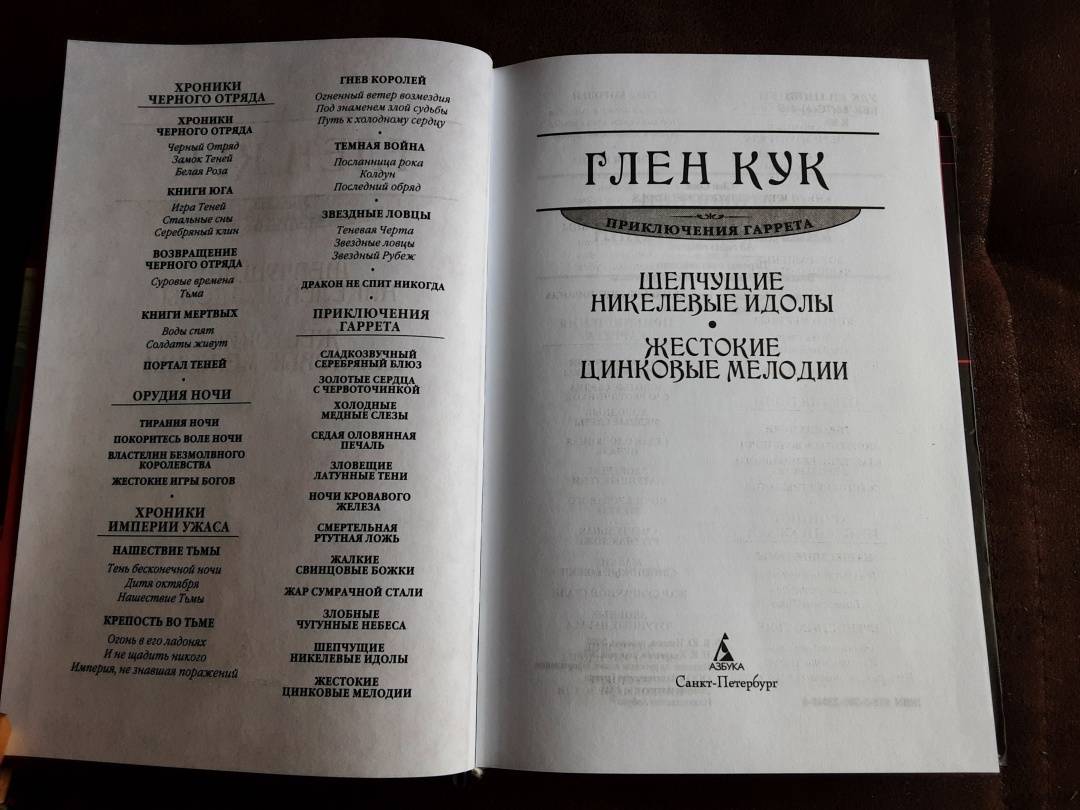 ХРОНИКИ
ЧЕРНОГО ОТРЯДА
ХРОНИКИ
ЧЕРНОГО ОТРЯДА
Черный Отряд
Замок Теней
Белая Роза
КНИГИ ЮГА
Игра Теней
Стальные сны
Серебряный клин
ВОЗВРАЩЕНИЕ
ЧЕРНОГО ОТРЯДА
Суровые времена
Тьма
КНИГИ МЕРТВЫХ
Воды спят
Солдаты живут
ПОРТАЛ ТЕНЕЙ
•
ОРУДИЯ НОЧИ
ТИРАНИЯ НОЧИ
ПОКОРИТЕСЬ ВОЛЕ НОЧИ
ВЛАСТЕЛИН БЕЗМОЛВНОГО
КОРОЛЕВСТВА
ЖЕСТОКИЕ ИГРЫ БОГОВ
•
ХРОНИКИ
ИМПЕРИИ УЖАСА
НАШЕСТВИЕ ТЬМЫ
Тень бесконечной ночи
Дитя октября
Нашествие Тьмы
КРЕПОСТЬ ВО ТЬМЕ
Огонь в его ладонях
И не щадить никого
Империя, не знавшая поражений
ГНЕВ КОРОЛЕЙ
Огненный ветер возмездия
Под знаменем злой судьбы
Путь к холодному сердцу
•
ТЕМНАЯ ВОЙНА
Посланница рока
Колдун
Последний обряд
•
ЗВЕЗДНЫЕ ЛОВЦЫ
Теневая Черта
Звездные ловцы
Звездный Рубеж
•
ДРАКОН НЕ СПИТ НИКОГДА
•
ПРИКЛЮЧЕНИЯ
ГАРРЕТА
СЛАДКОЗВУЧНЫЙ
СЕРЕБРЯНЫЙ БЛЮЗ
ЗОЛОТЫЕ СЕРДЦА
С ЧЕРВОТОЧИНКОЙ
ХОЛОДНЫЕ
МЕДНЫЕ СЛЕЗЫ
СЕДАЯ ОЛОВЯННАЯ
ПЕЧАЛЬ
ЗЛОВЕЩИЕ
ЛАТУННЫЕ ТЕНИ
НОЧИ КРОВАВОГО
ЖЕЛЕЗА
СМЕРТЕЛЬНАЯ
РТУТНАЯ ЛОЖЬ
ЖАЛКИЕ
СВИНЦОВЫЕ БОЖКИ
ЖАР СУМРАЧНОЙ СТАЛИ
ЗЛОБНЫЕ
ЧУГУННЫЕ НЕБЕСА
ШЕПЧУЩИЕ
НИКЕЛЕВЫЕ ИДОЛЫ
ЖЕСТОКИЕ
ЦИНКОВЫЕ МЕЛОДИИ
ГЛЕН КУК
ПРИКЛЮЧЕНИЯ ГАРРЕТА
ШЕПЧУЩИЕ
НИКЕЛЕВЫЕ ИДОЛЫ
•
ЖЕСТОКИЕ
ЦИНКОВЫЕ МЕЛОДИИ
АЗБУКА
Санкт-Петербург